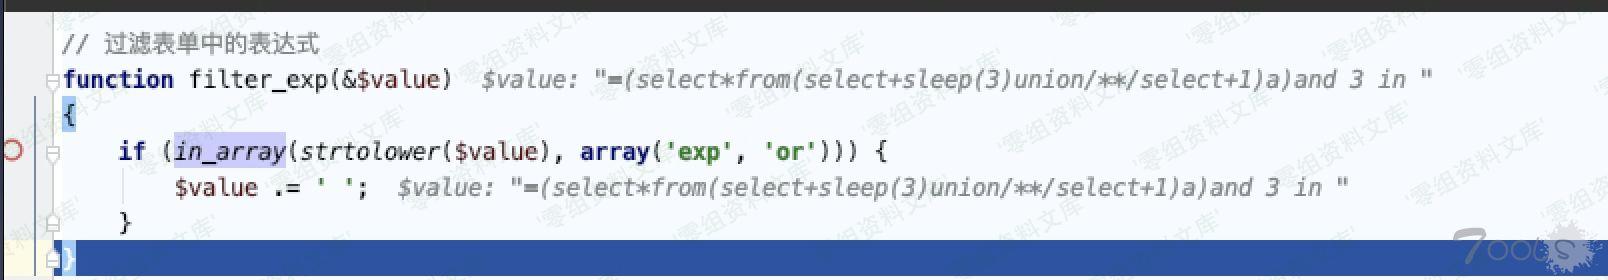 // 过滤表单中的表达式
function filter_exp(&$value) $value: "=(select*from(select+sleep(3)union/**/select+1)a)and 3 in "
{
if (in_array(strtolower($value), array('exp', 'or'))) {
$value .= ' '; $value: "=(select*from(select+sleep(3)union/**/select+1)a)and 3 in "
}
}
'零组资料文库'
Tools